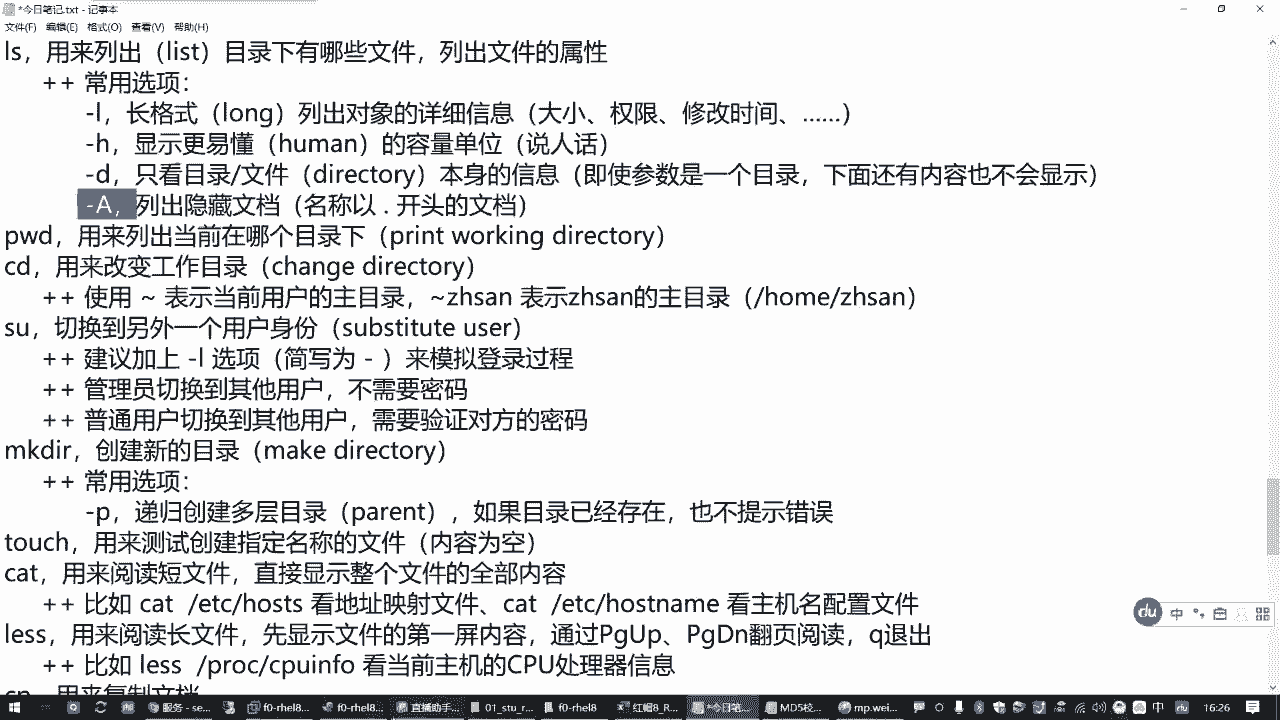 *今日笔记.txt - 记事本
文件(F) 编辑(E) 格式(O) 查看(V) 帮助(H)
ls，用来列出（list）目录下有哪些文件，列出文件的属性
++ 常用选项：
-l，长格式（long）列出对象的详细信息（大小、权限、修改时间、……）
-h，显示更易懂（human）的容量单位（说人话）
-d，只看目录/文件（directory）本身的信息（即使参数是一个目录，下面还有内容也不会显示）
-A，列出隐藏文档（名称以 . 开头的文档）
pwd，用来列出当前在哪个目录下（print working directory）
cd，用来改变工作目录（change directory）
++ 使用 ~ 表示当前用户的主目录，~zhsan 表示zhsan的主目录（/home/zhsan）
su，切换到另外一个用户身份（substitute user）
++ 建议加上 -l 选项（简写为 - ）来模拟登录过程
++ 管理员切换到其他用户，不需要密码
++ 普通用户切换到其他用户，需要验证对方的密码
mkdir，创建新的目录（make directory）
++ 常用选项：
-p，递归创建多层目录（parent），如果目录已经存在，也不提示错误
touch，用来测试创建指定名称的文件（内容为空）
cat，用来阅读短文件，直接显示整个文件的全部内容
++ 比如 cat /etc/hosts 看地址映射文件、cat /etc/hostname 看主机名配置文件
du 中
less，用来阅读长文件，先显示文件的第一屏内容，通过PgUp、PgDn翻页阅读，q退出
++ 比如 less /proc/cpuinfo 看当前主机的CPU处理器信息
cp，用来复制文档
服务 - se... f0-rhel8... f0-rhel8... 直播助手... 01_stu_r... f0-rhel8 红帽8_R... *今日笔... MD5校... mp.wei... 中 du 16:26